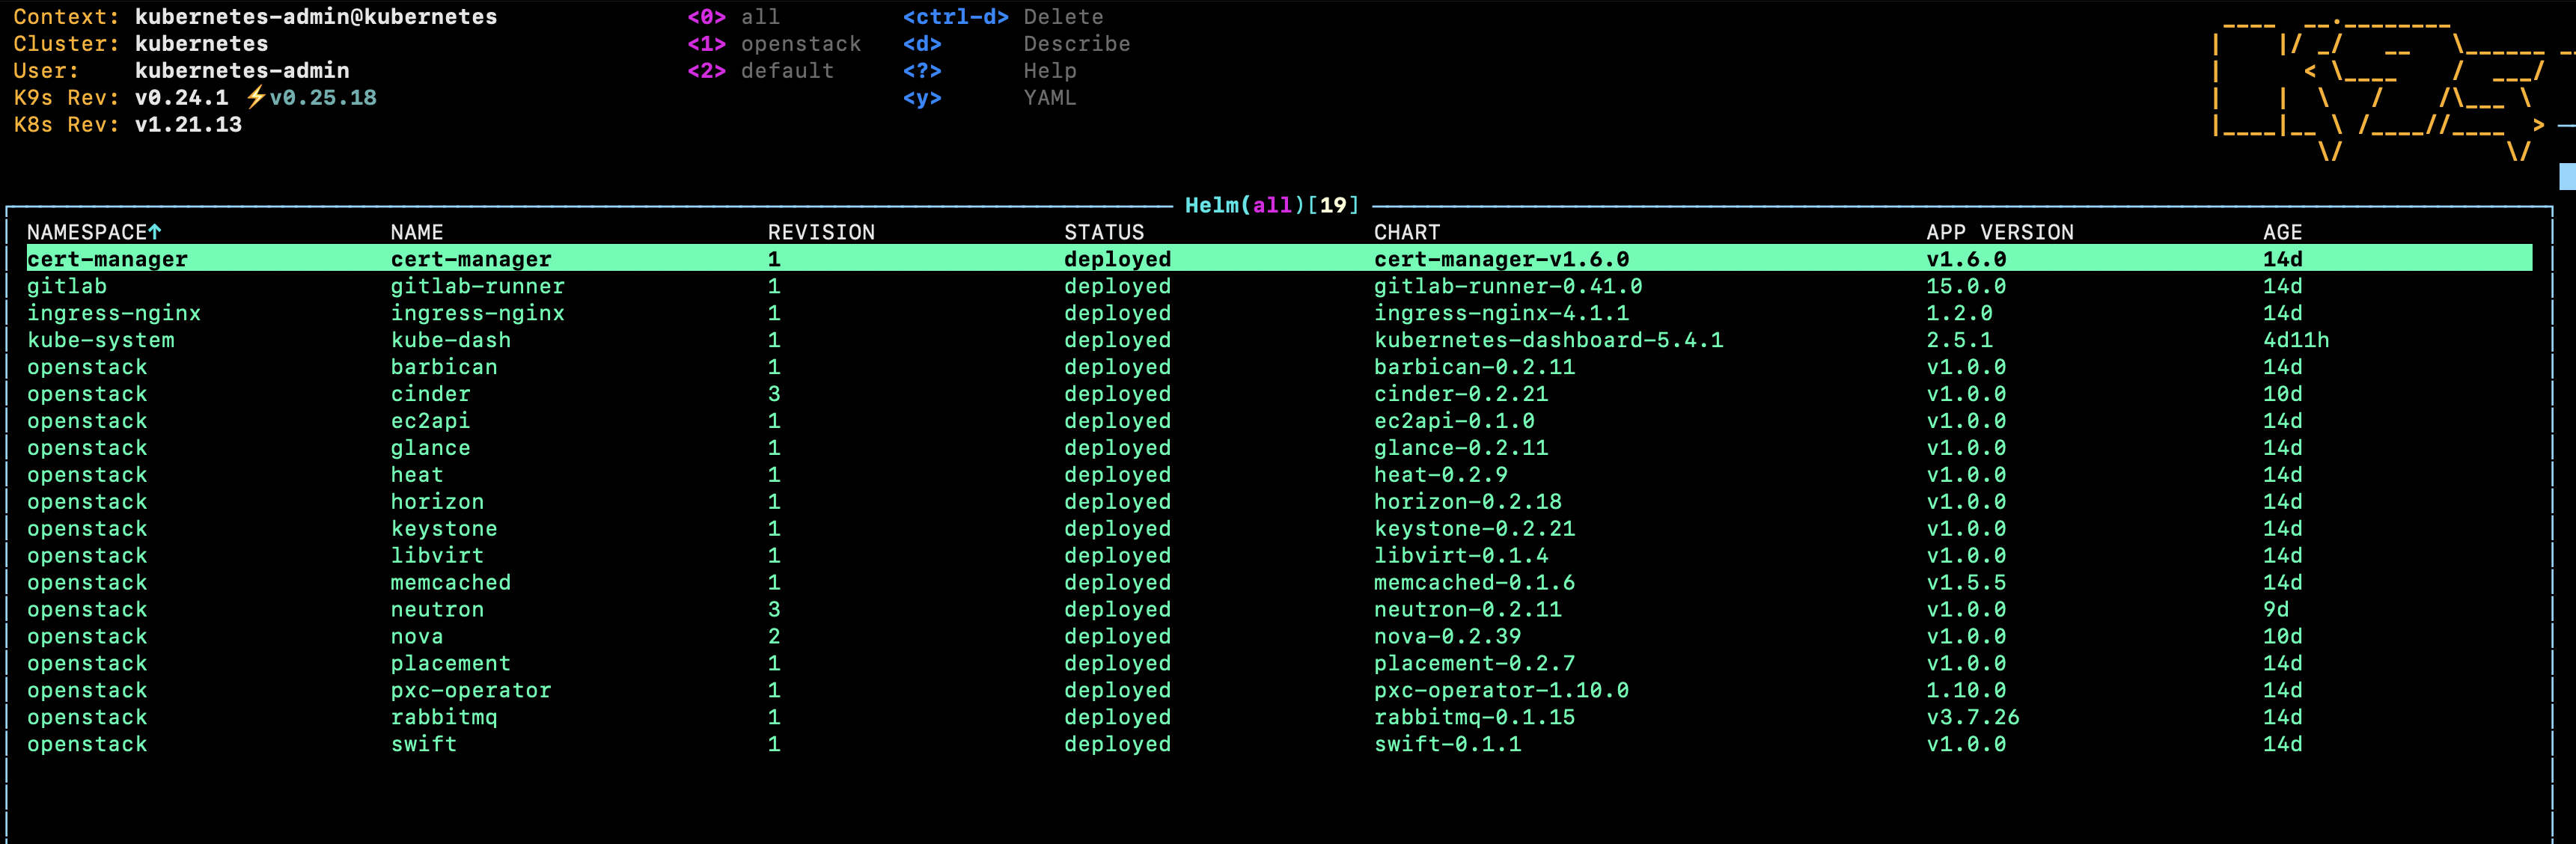 Context: kubernetes-admin@kubernetes <0> all <ctrl-d> Delete
Cluster: kubernetes <1> openstack <d> Describe
User: kubernetes-admin <2> default <?> Help
K9s Rev: v0.24.1 ⚡v0.25.18 <y> YAML
K8s Rev: v1.21.13
Helm(all)[19]
NAMESPACE↑ NAME REVISION STATUS CHART APP VERSION AGE
cert-manager cert-manager 1 deployed cert-manager-v1.6.0 v1.6.0 14d
gitlab gitlab-runner 1 deployed gitlab-runner-0.41.0 15.0.0 14d
ingress-nginx ingress-nginx 1 deployed ingress-nginx-4.1.1 1.2.0 14d
kube-system kube-dash 1 deployed kubernetes-dashboard-5.4.1 2.5.1 4d11h
openstack barbican 1 deployed barbican-0.2.11 v1.0.0 14d
openstack cinder 3 deployed cinder-0.2.21 v1.0.0 10d
openstack ec2api 1 deployed ec2api-0.1.0 v1.0.0 14d
openstack glance 1 deployed glance-0.2.11 v1.0.0 14d
openstack heat 1 deployed heat-0.2.9 v1.0.0 14d
openstack horizon 1 deployed horizon-0.2.18 v1.0.0 14d
openstack keystone 1 deployed keystone-0.2.21 v1.0.0 14d
openstack libvirt 1 deployed libvirt-0.1.4 v1.0.0 14d
openstack memcached 1 deployed memcached-0.1.6 v1.5.5 14d
openstack neutron 3 deployed neutron-0.2.11 v1.0.0 9d
openstack nova 2 deployed nova-0.2.39 v1.0.0 10d
openstack placement 1 deployed placement-0.2.7 v1.0.0 14d
openstack pxc-operator 1 deployed pxc-operator-1.10.0 1.10.0 14d
openstack rabbitmq 1 deployed rabbitmq-0.1.15 v3.7.26 14d
openstack swift 1 deployed swift-0.1.1 v1.0.0 14d